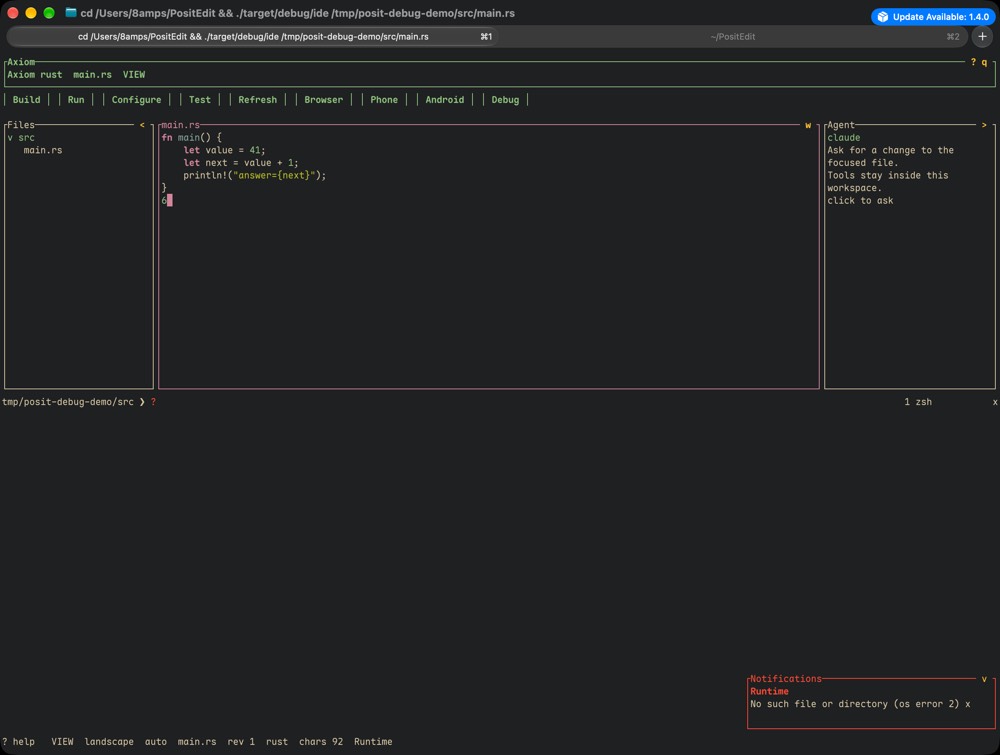 cd /Users/8amps/PositEdit && ./target/debug/ide /tmp/posit-debug-demo/src/main.rs
Update Available: 1.4.0
cd /Users/8amps/PositEdit && ./target/debug/ide /tmp/posit-debug-demo/src/main.rs ⌘1 ~/PositEdit ⌘2 +
Axiom ? q
Axiom rust main.rs VIEW
| Build | | Run | | Configure | | Test | | Refresh | | Browser | | Phone | | Android | | Debug |
Files <
v src
main.rs
main.rs w
fn main() {
    let value = 41;
    let next = value + 1;
    println!("answer={next}");
}
6
Agent >
claude
Ask for a change to the
focused file.
Tools stay inside this
workspace.
click to ask
tmp/posit-debug-demo/src ❯ ? 1 zsh x
Notifications v
Runtime
No such file or directory (os error 2) x
? help VIEW landscape auto main.rs rev 1 rust chars 92 Runtime